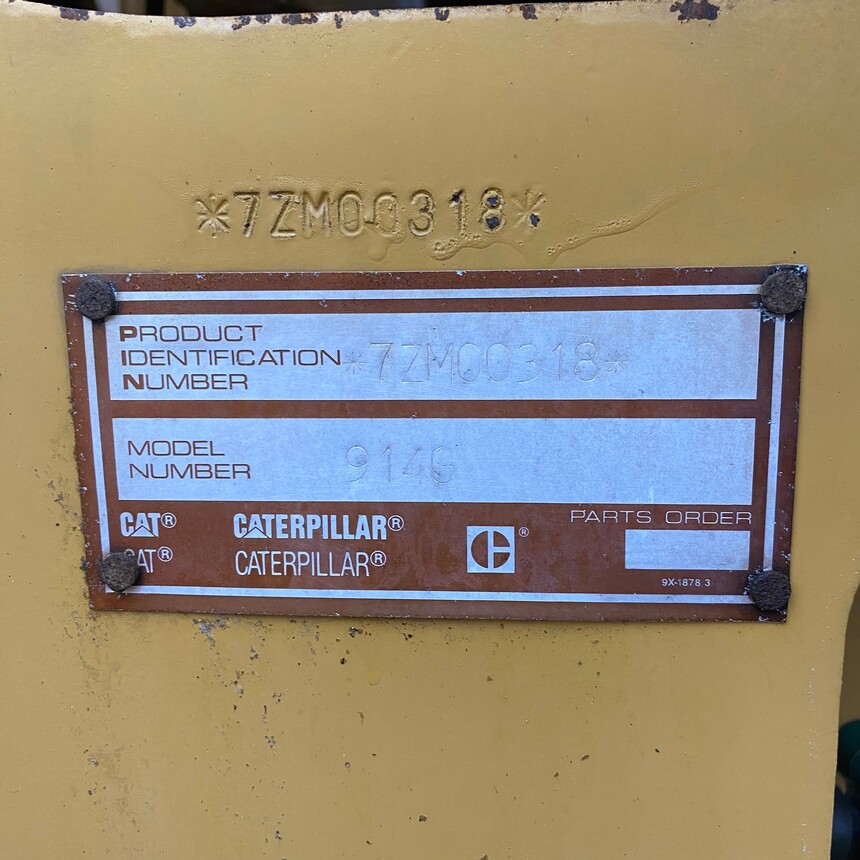 *7ZM00318*
PRODUCT
IDENTIFICATION
NUMBER
*7ZM00318*
MODEL
NUMBER
914G
CAT® CATERPILLAR® ®
CAT® CATERPILLAR®
PARTS ORDER
9X-1878 3